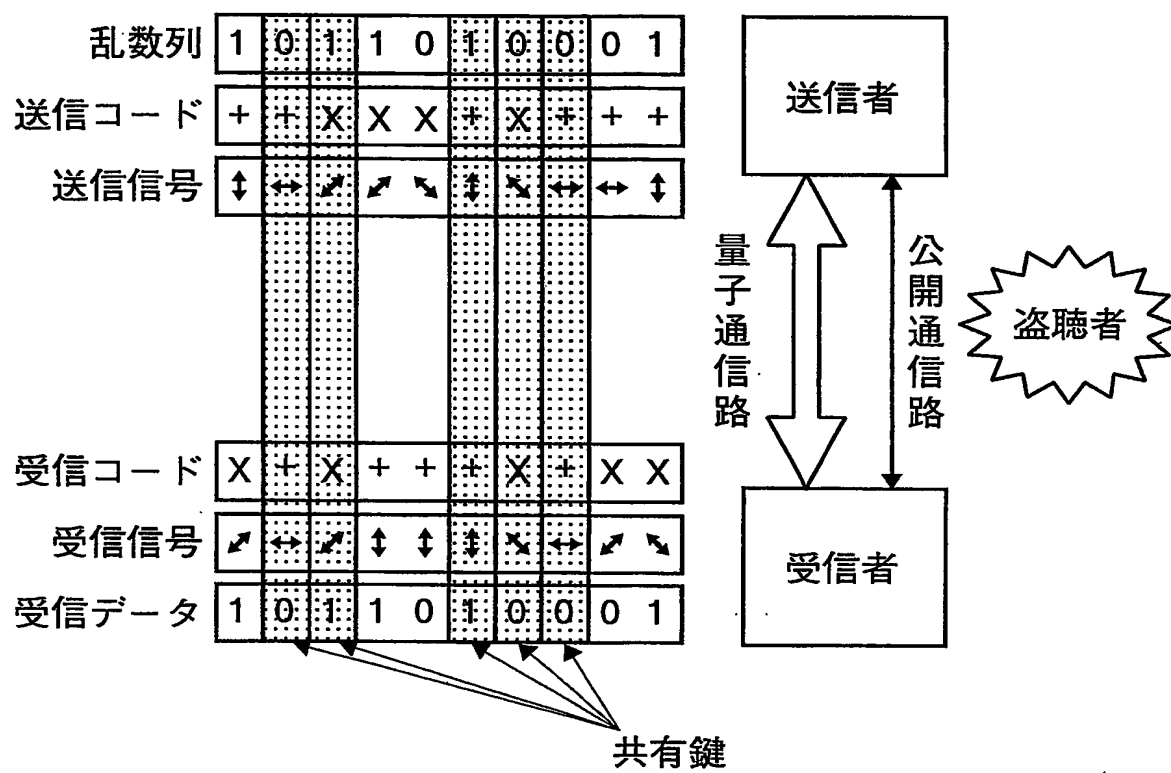 乱数列 1 0 1 1 0 1 0 0 0 1
送信コード + + X X X + X + + +
送信信号 ↕ ↔ ⤢ ⤢ ⤡ ↕ ⤡ ↔ ↔ ↕
受信コード X + X + + + X + X X
受信信号 ⤢ ↔ ⤢ ↕ ↕ ↕ ⤡ ↔ ⤢ ⤡
受信データ 1 0 1 1 0 1 0 0 0 1
共有鍵
送信者
量子通信路
公開通信路
盗聴者
受信者